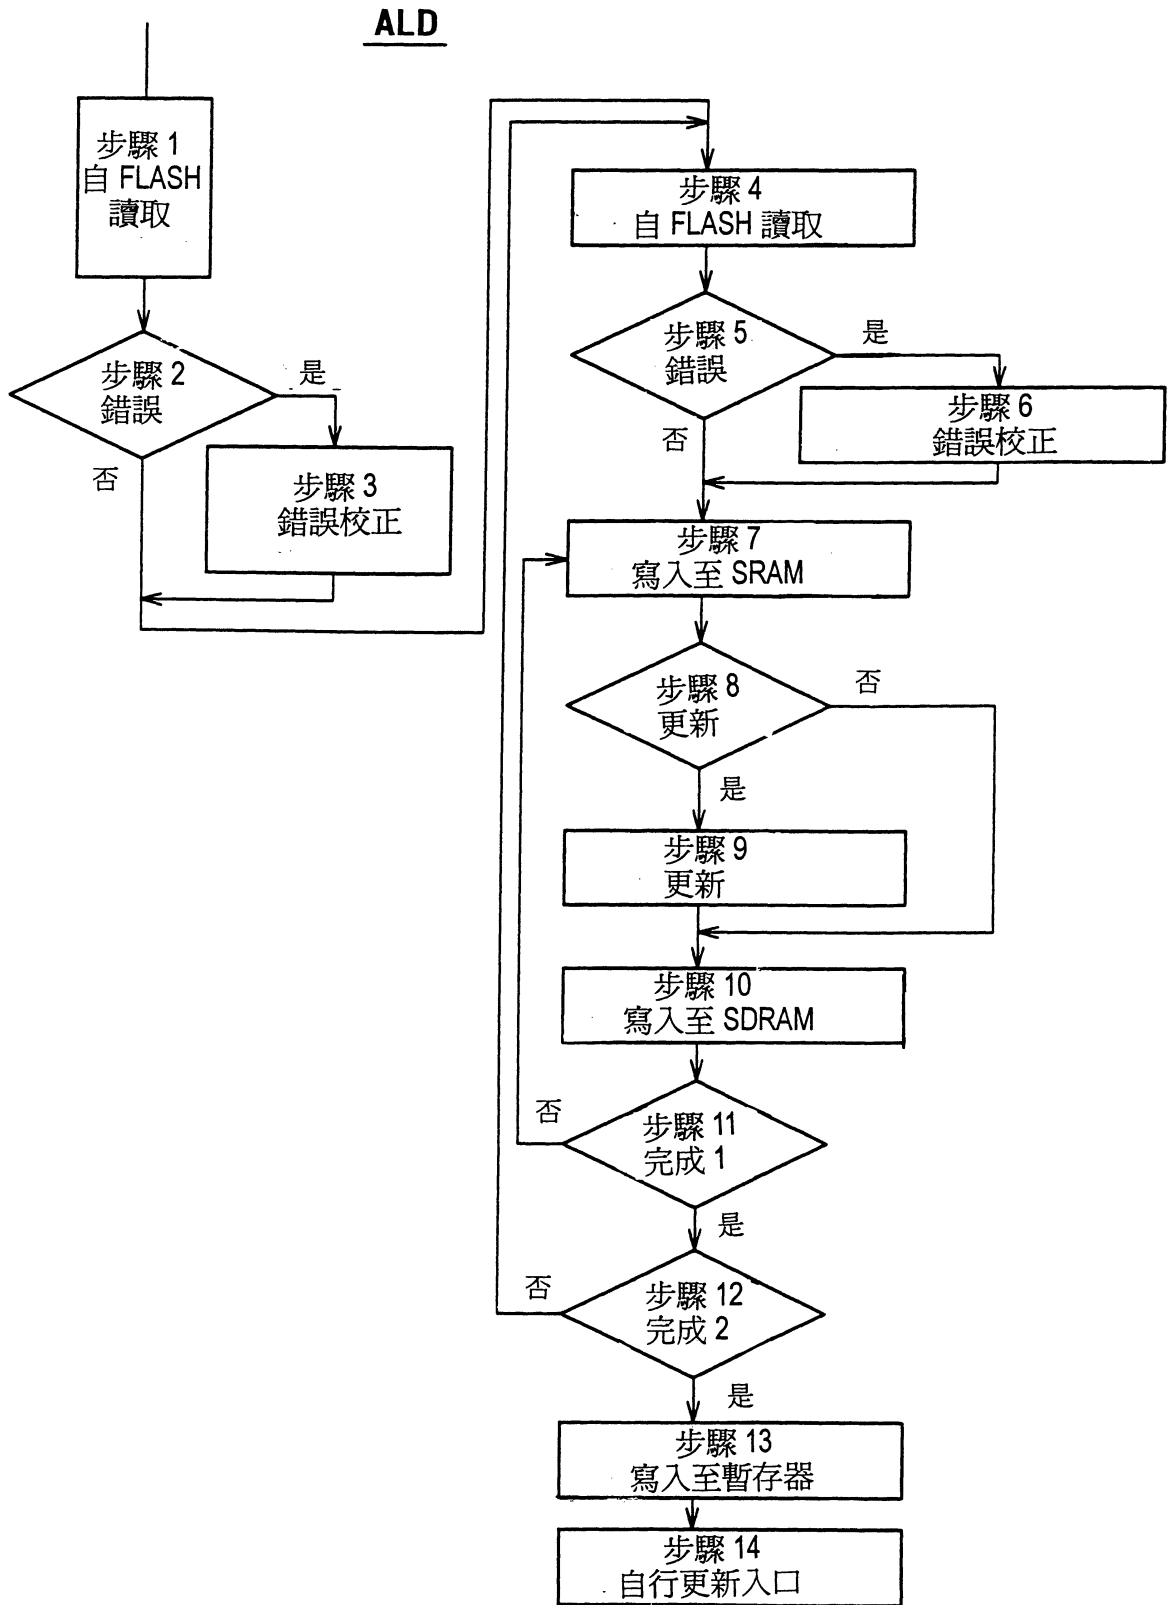 ALD
步驟 1
自 FLASH
讀取
步驟 2
錯誤
是
否
步驟 3
錯誤校正
步驟 4
自 FLASH 讀取
步驟 5
錯誤
是
否
步驟 6
錯誤校正
步驟 7
寫入至 SRAM
步驟 8
更新
否
是
步驟 9
更新
步驟 10
寫入至 SDRAM
步驟 11
完成 1
否
是
步驟 12
完成 2
否
是
步驟 13
寫入至暫存器
步驟 14
自行更新入口